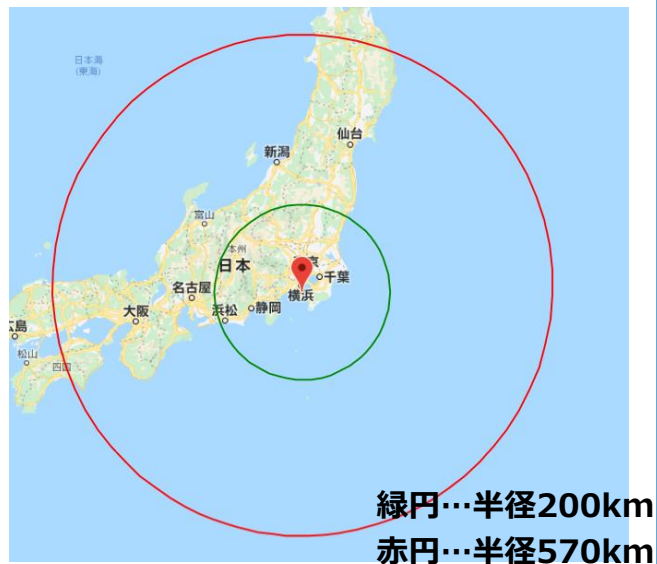 日本海
(東海)
仙台
新潟
富山
本州
日本
京
千葉
横浜
名古屋
静岡
浜松
大阪
広島
松山
四国
緑円…半径200km
赤円…半径570km